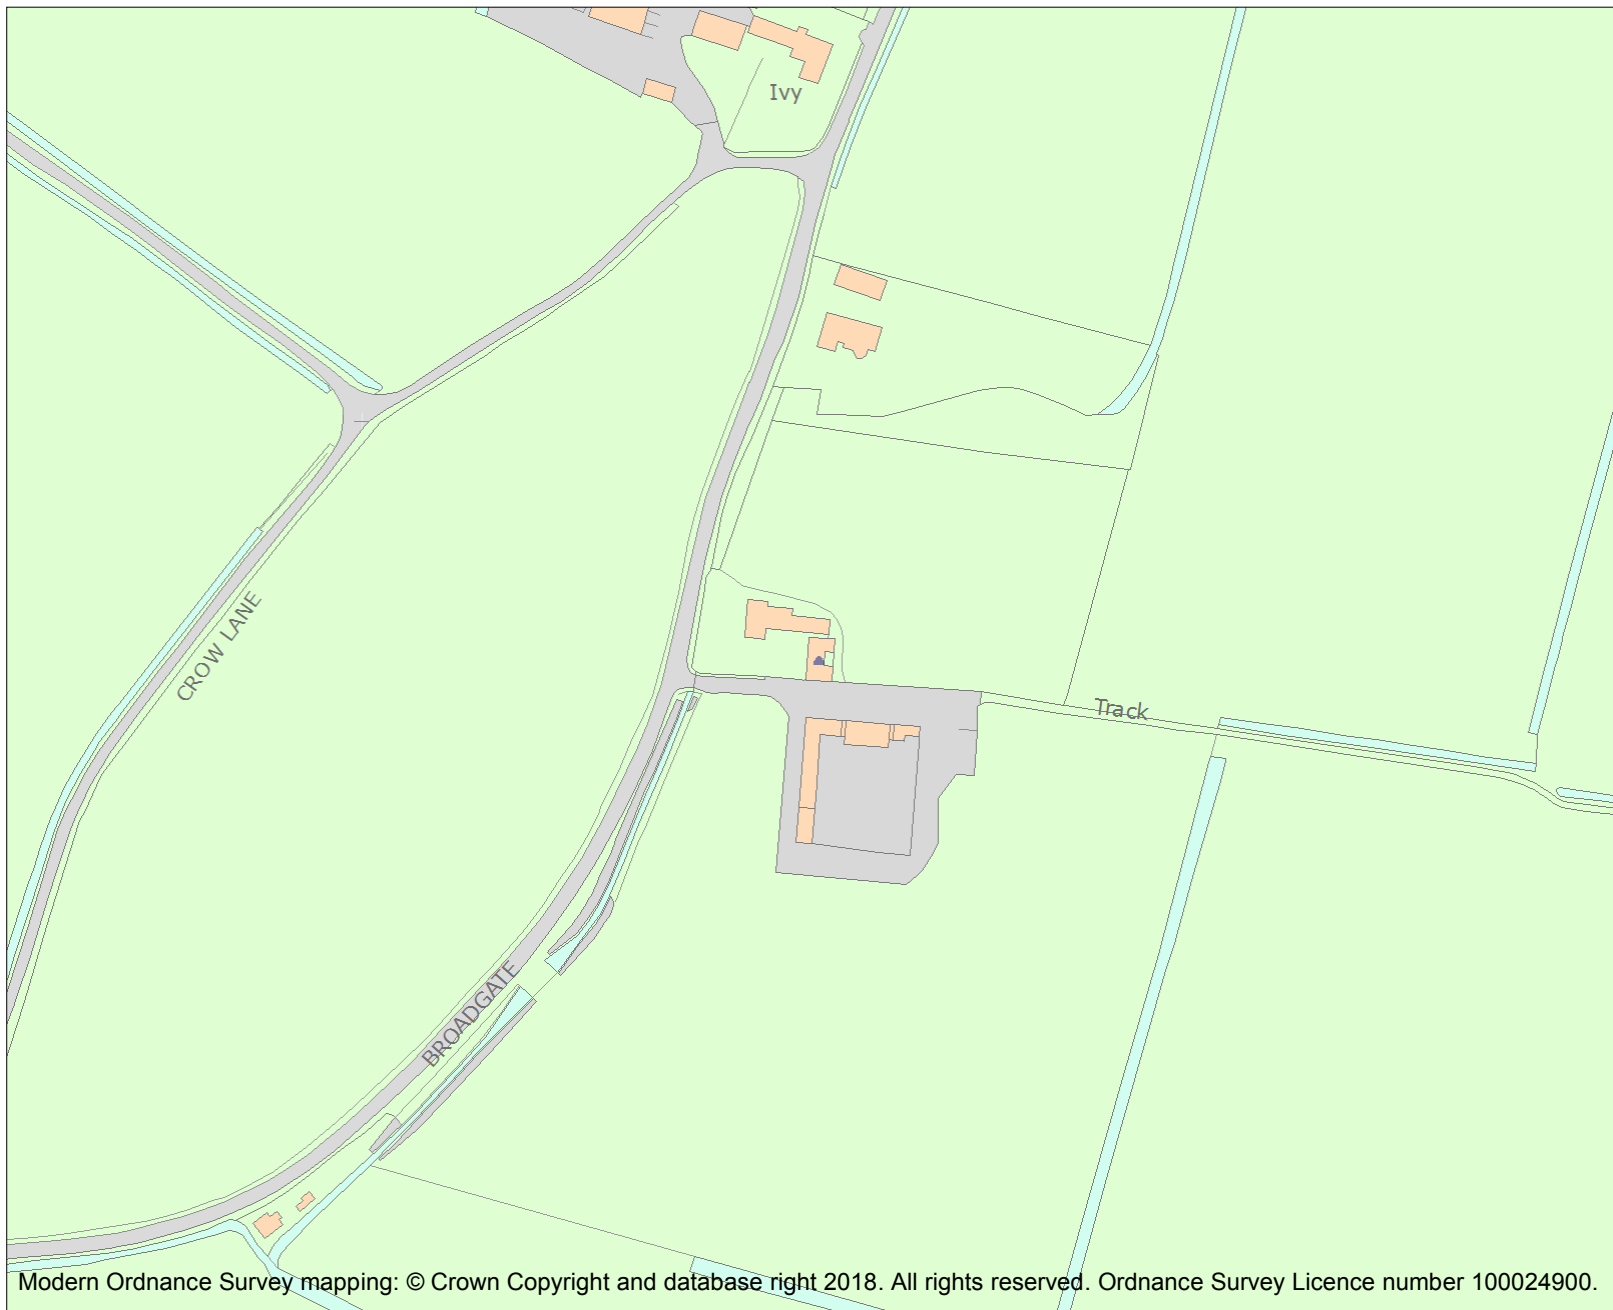 Ivy
CROW LANE
Track
BROADGATE
Modern Ordnance Survey mapping: © Crown Copyright and database right 2018. All rights reserved. Ordnance Survey Licence number 100024900.